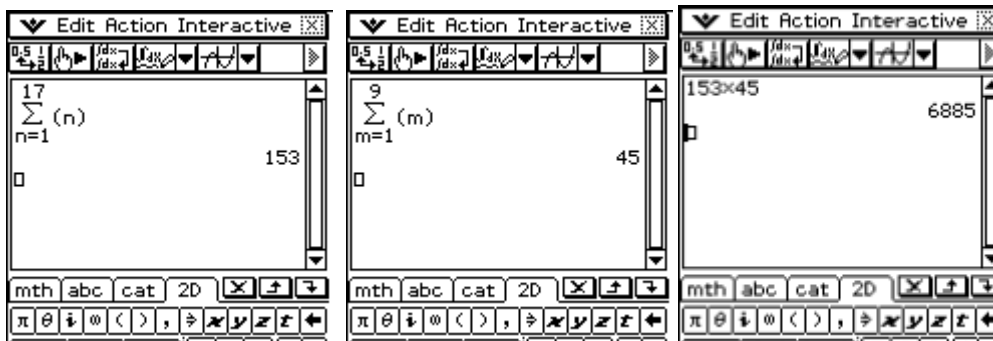 Edit Action Interactive
17
∑ (n)
n=1
153
mth abc cat 2D
π θ i ∞ ( ) , ⇒ x y z t
Edit Action Interactive
9
∑ (m)
m=1
45
mth abc cat 2D
π θ i ∞ ( ) , ⇒ x y z t
Edit Action Interactive
153×45
6885
mth abc cat 2D
π θ i ∞ ( ) , ⇒ x y z t